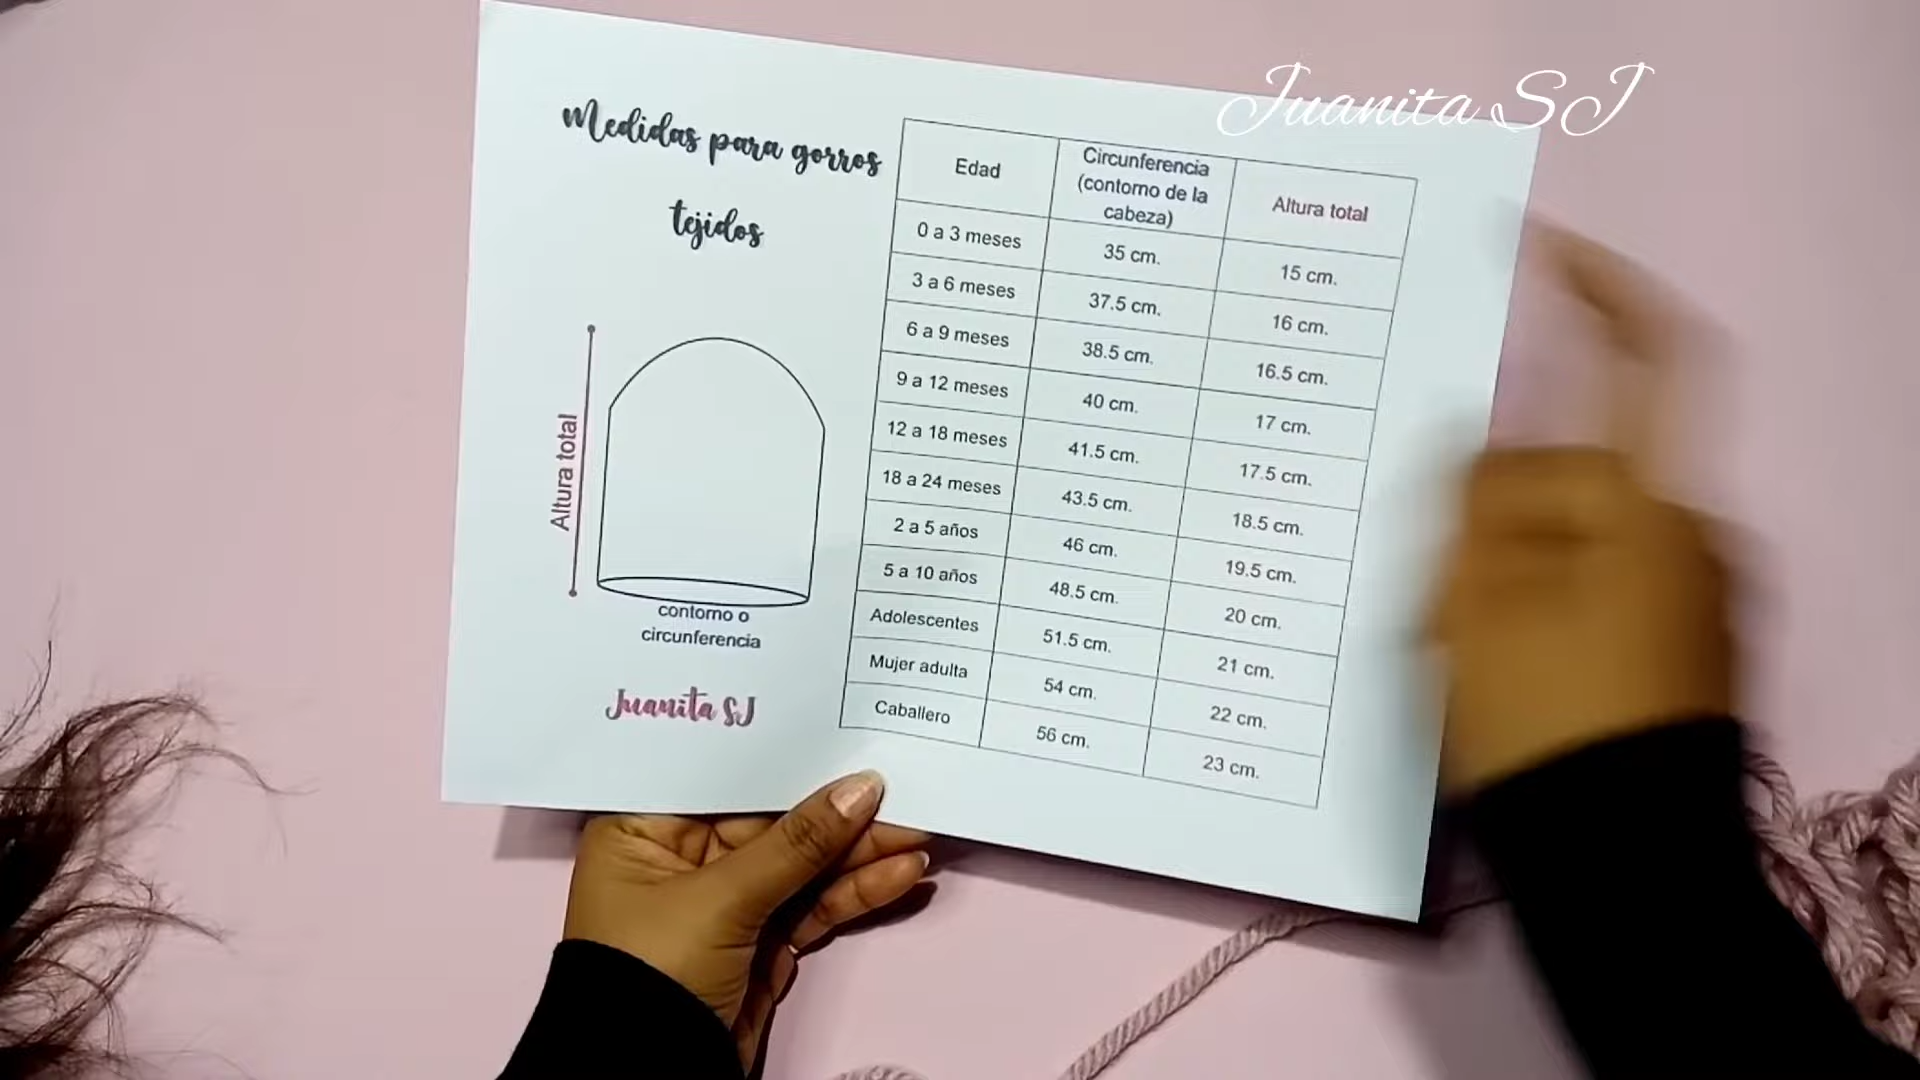 Juanita SJ
Medidas para gorros
tejidos
Altura total
contorno o
circunferencia
Juanita SJ
Edad
Circunferencia
(contorno de la
cabeza)
Altura total
0 a 3 meses 35 cm. 15 cm.
3 a 6 meses 37.5 cm. 16 cm.
6 a 9 meses 38.5 cm. 16.5 cm.
9 a 12 meses 40 cm. 17 cm.
12 a 18 meses 41.5 cm. 17.5 cm.
18 a 24 meses 43.5 cm. 18.5 cm.
2 a 5 años 46 cm. 19.5 cm.
5 a 10 años 48.5 cm. 20 cm.
Adolescentes 51.5 cm. 21 cm.
Mujer adulta 54 cm. 22 cm.
Caballero 56 cm. 23 cm.